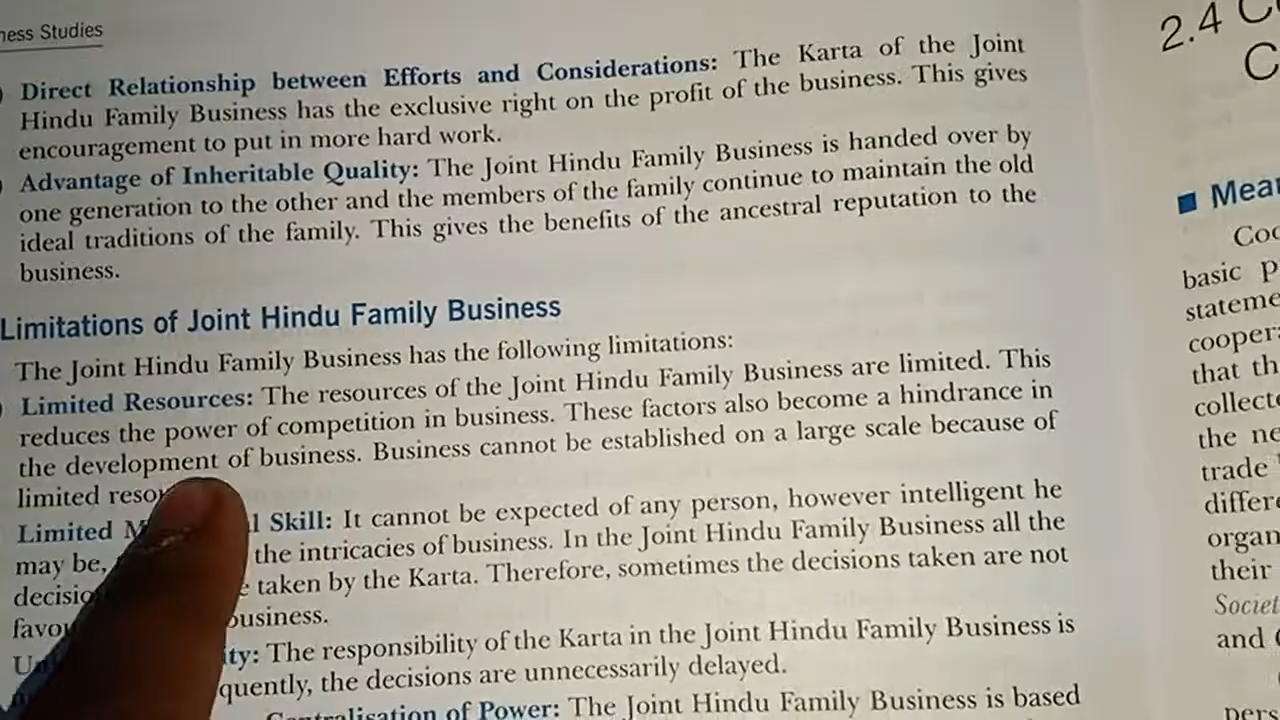 ness Studies
Direct Relationship between Efforts and Considerations: The Karta of the Joint
Hindu Family Business has the exclusive right on the profit of the business. This gives
encouragement to put in more hard work.
Advantage of Inheritable Quality: The Joint Hindu Family Business is handed over by
one generation to the other and the members of the family continue to maintain the old
ideal traditions of the family. This gives the benefits of the ancestral reputation to the
business.
Limitations of Joint Hindu Family Business
The Joint Hindu Family Business has the following limitations:
Limited Resources: The resources of the Joint Hindu Family Business are limited. This
reduces the power of competition in business. These factors also become a hindrance in
the development of business. Business cannot be established on a large scale because of
limited
Limited Skill: It cannot be expected of any person, however intelligent he
may be, the intricacies of business. In the Joint Hindu Family Business all the
taken by the Karta. Therefore, sometimes the decisions taken are not
business.
The responsibility of the Karta in the Joint Hindu Family Business is
quently, the decisions are unnecessarily delayed.
Centralisation of Power: The Joint Hindu Family Business is based
2.4
■ Mea
Coo
basic p
stateme
cooper
that th
collect
the ne
trade
differ
organ
their
Societ
and
pers